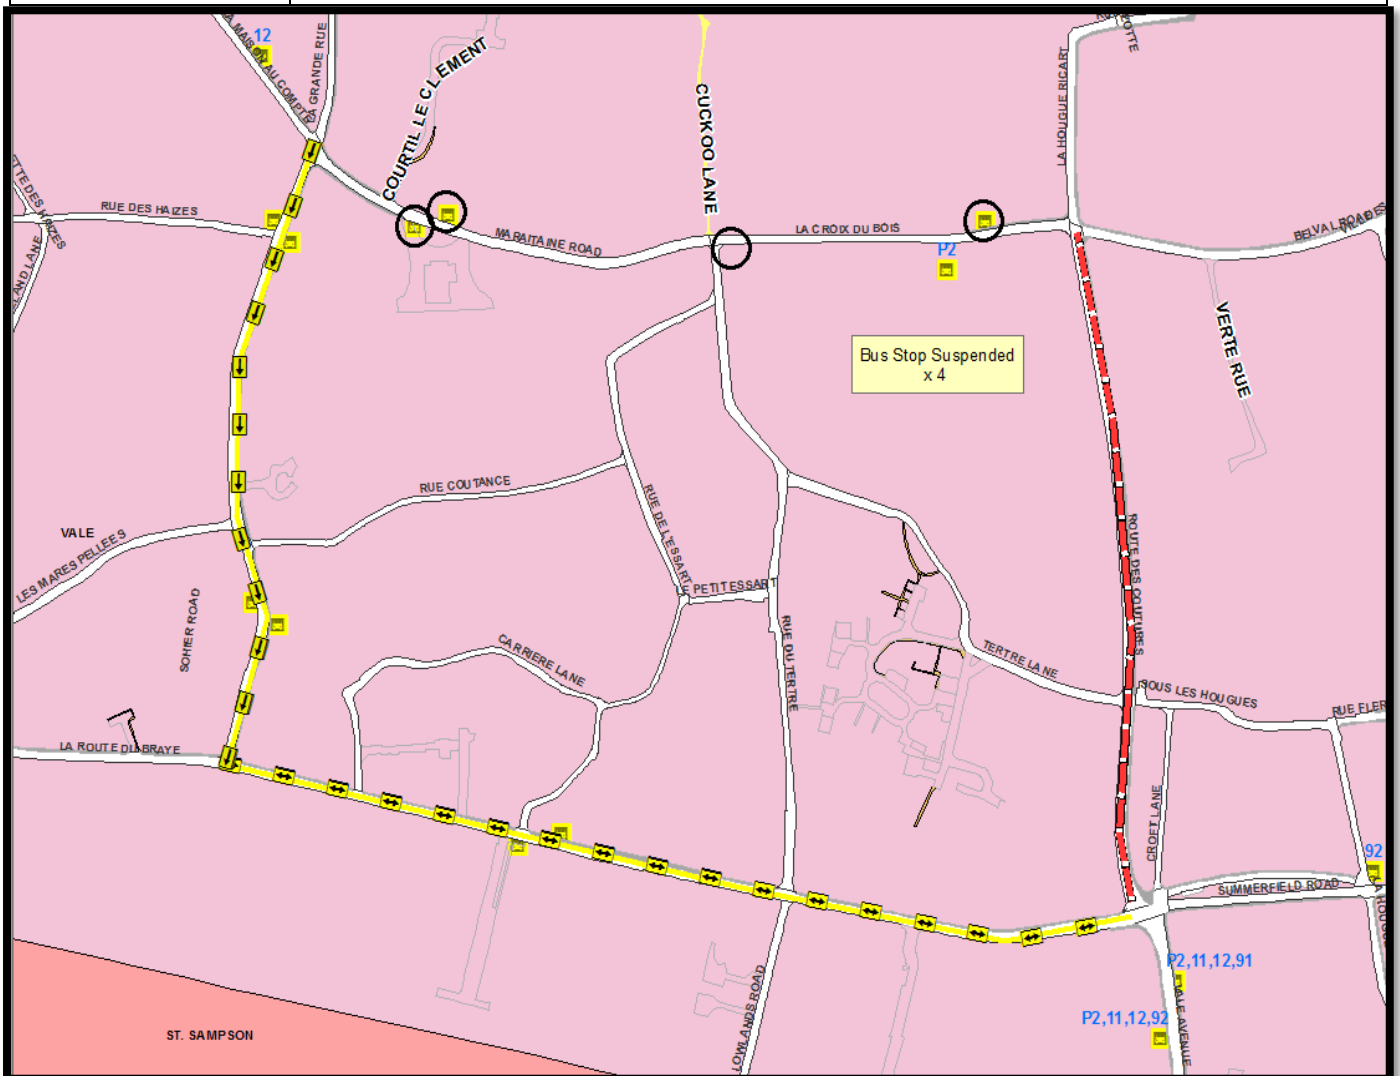 12
LA MAISON AU COMPTE
LA GRANDE RUE
COURTIL LE CLEMENT
CUCKOO LANE
LA HOUGUE RICART
RUE DES HAIZES
MARAITAINE ROAD
LA CROIX DU BOIS
P2
BELVAL ROAD
VERTE RUE
Bus Stop Suspended
x 4
RUE COUTANCE
RUE DE L'ESSART
LE PETIT ESSART
VALE
LES MARES PELLEES
SOHIER ROAD
ROUTE DES COUTURES
CARRIERE LANE
RUE DU TERTRE
TERTRE LANE
SOUS LES HOUGUES
RUE FLER
LA ROUTE DU BRAYE
CROFT LANE
92
SUMMERFIELD ROAD
LA HOUGUE
P2,11,12,91
P2,11,12,92
VALE AVENUE
LOWLANDS ROAD
ST. SAMPSON